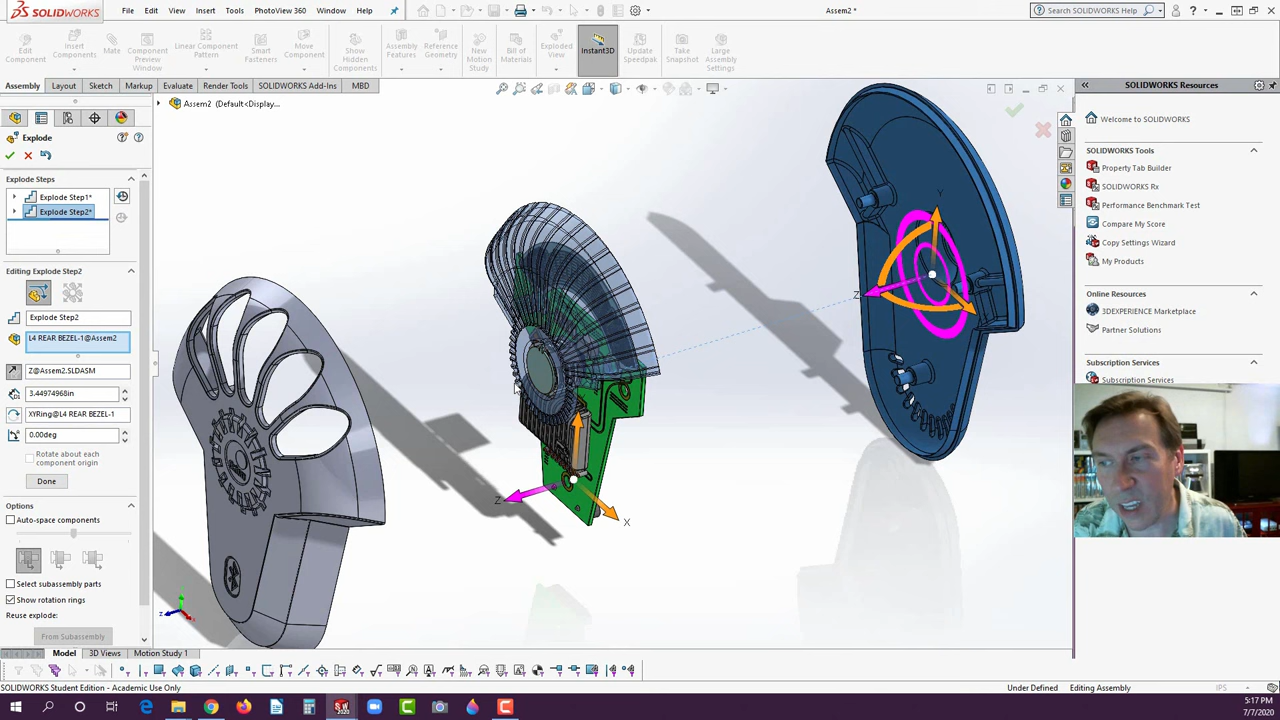 SOLIDWORKS
File Edit View Insert Tools PhotoView 360 Window
Assem2 *
Search SOLIDWORKS Help
Edit Component
Insert Components...
Mate
Component Preview Window
Linear Component Pattern
Smart Fasteners
Move Component
Show Hidden Components
Assembly Features
Reference Geometry
New Motion Study
Bill of Materials
Exploded View
Instant3D
Update Speedpak
Take Snapshot
Large Assembly Settings
Assembly Layout Sketch Markup Evaluate Render Tools SOLIDWORKS Add-Ins MBD
SOLIDWORKS Resources
Assem2 (Default<Display...
Explode
Explode Steps
Explode Step1*
Explode Step2*
Editing Explode Step2
Explode Step2
L4 REAR BEZEL-1@Assem2
Z@Assem2.SLDASM
3.44974968in
XYRing@L4 REAR BEZEL-1
0.00deg
Rotate about each component origin
Done
Options
Auto-space components
Select subassembly parts
Show rotation rings
Reuse explode:
From Subassembly
Y
Z
Z
X
Z
Welcome to SOLIDWORKS
SOLIDWORKS Tools
Property Tab Builder
SOLIDWORKS Rx
Performance Benchmark Test
Compare My Score
Copy Settings Wizard
My Products
Online Resources
3DEXPERIENCE Marketplace
Partner Solutions
Subscription Services
Subscription Services
Model 3D Views Motion Study 1
SOLIDWORKS Student Edition - Academic Use Only
Under Defined Editing Assembly IPS
5:17 PM
7/7/2020